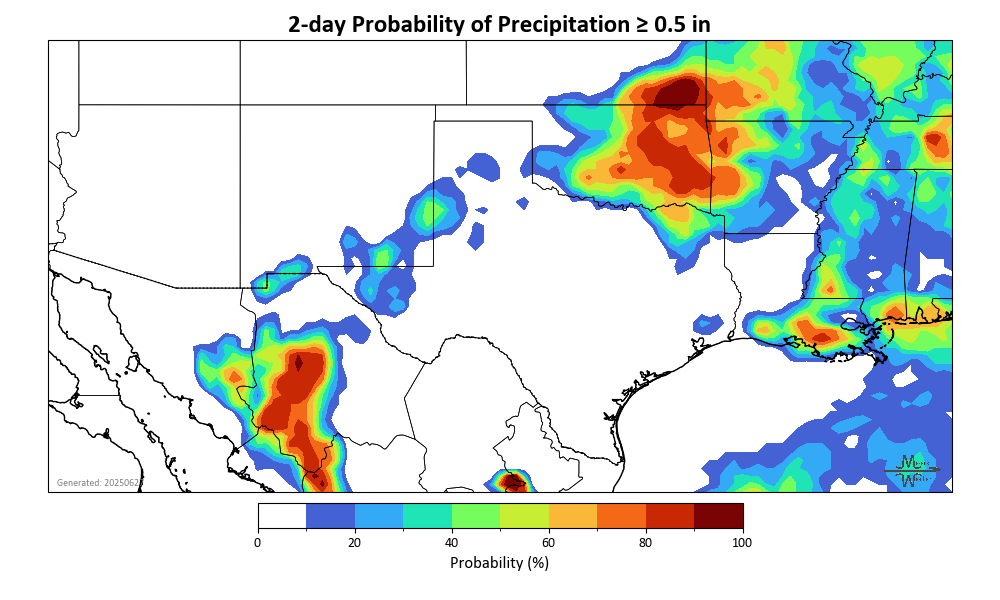 2-day Probability of Precipitation ≥ 0.5 in
Generated: 2025062
0 20 40 60 80 100
Probability (%)